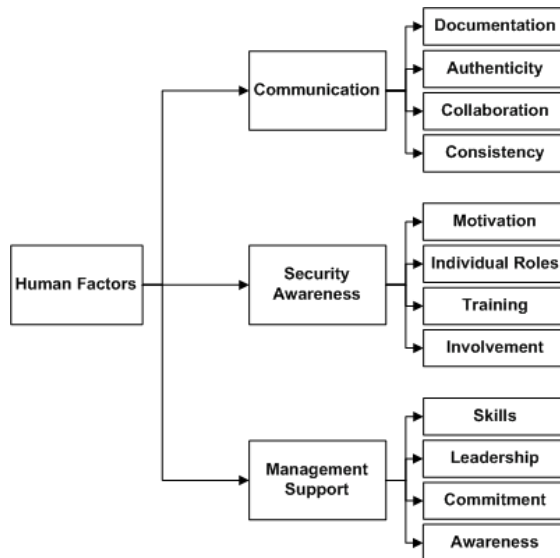 Documentation
Communication
Authenticity
Collaboration
Consistency
Motivation
Human Factors
Security
Awareness
Individual Roles
Training
Involvement
Skills
Management
Support
Leadership
Commitment
Awareness